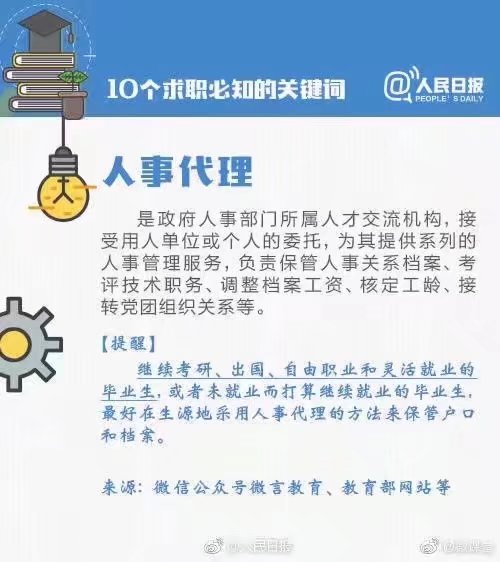 10个求职必知的关键词
@人民日报
PEOPLE'S DAILY
人事代理
是政府人事部门所属人才交流机构，接
受用人单位或个人的委托，为其提供系列的
人事管理服务，负责保管人事关系档案、考
评技术职务、调整档案工资、核定工龄、接
转党团组织关系等。
【提醒】
继续考研、出国、自由职业和灵活就业的
毕业生，或者未就业而打算继续就业的毕业生，
最好在生源地采用人事代理的方法来保管户口
和档案。
来源：微信公众号微言教育、教育部网站等
@人民日报